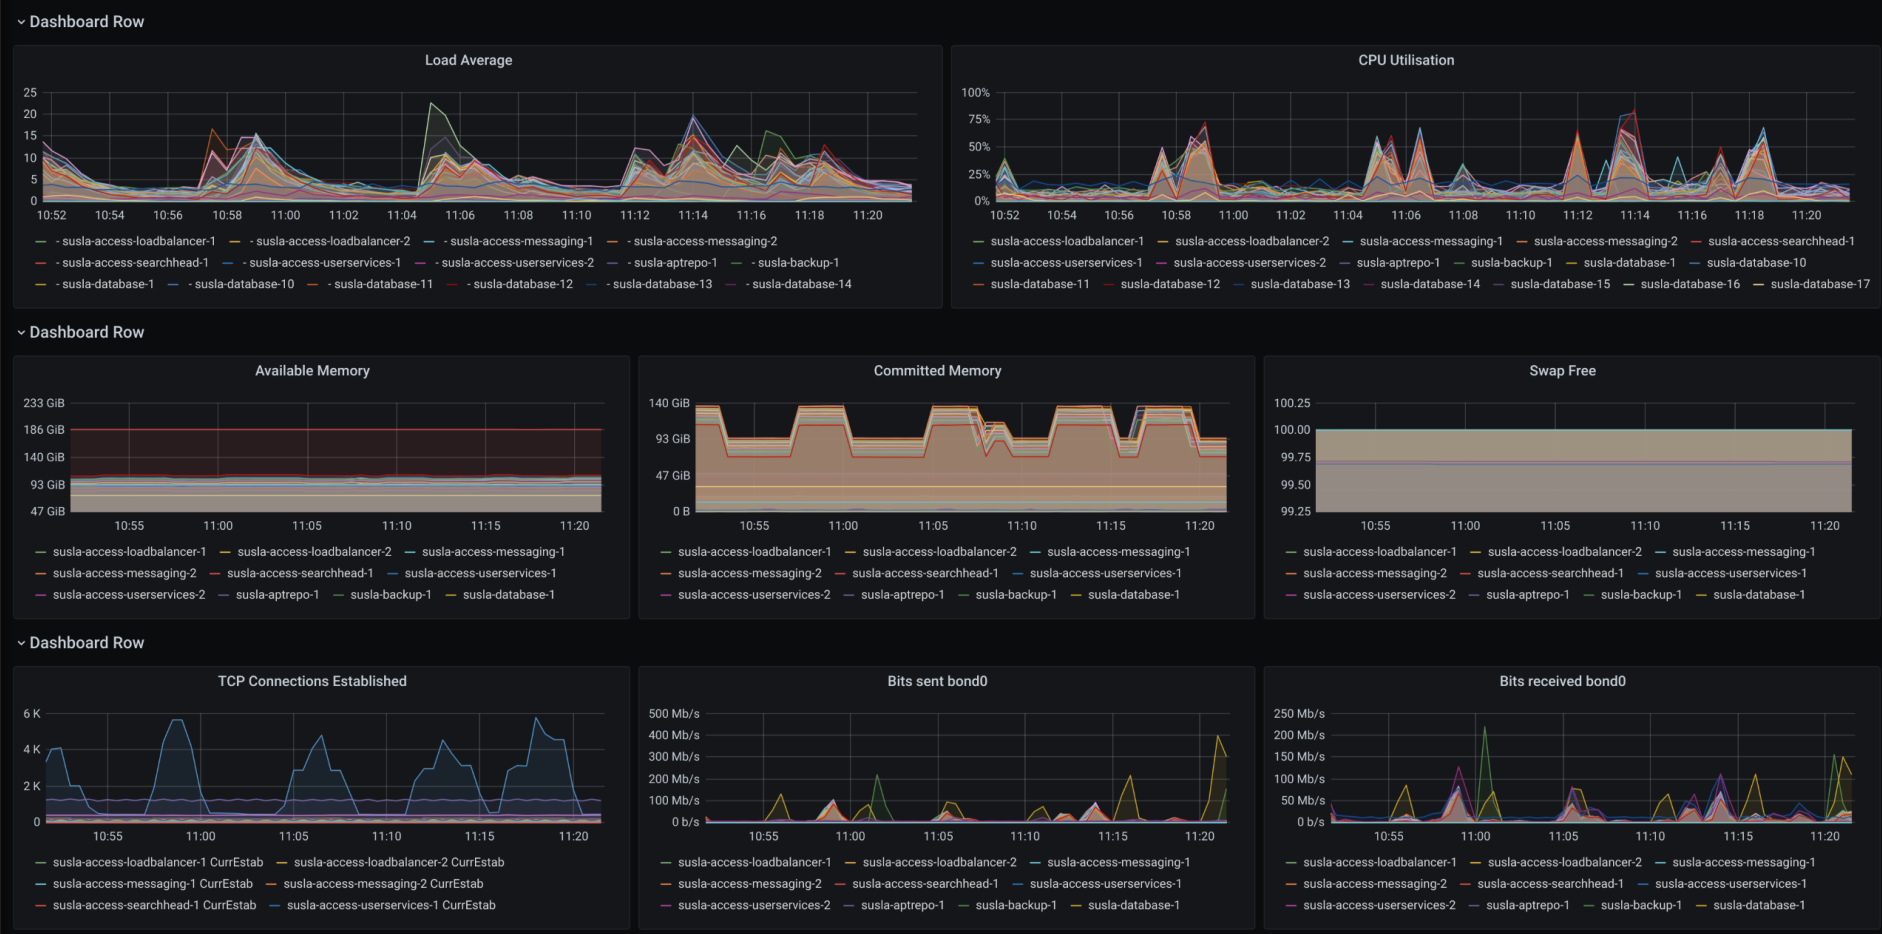 Dashboard Row
Load Average
25
20
15
10
5
0
10:52 10:54 10:56 10:58 11:00 11:02 11:04 11:06 11:08 11:10 11:12 11:14 11:16 11:18 11:20
- susla-access-loadbalancer-1 - susla-access-loadbalancer-2 - susla-access-messaging-1 - susla-access-messaging-2
- susla-access-searchhead-1 - susla-access-userservices-1 - susla-access-userservices-2 - susla-aptrepo-1 - susla-backup-1
- susla-database-1 - susla-database-10 - susla-database-11 - susla-database-12 - susla-database-13 - susla-database-14
CPU Utilisation
100%
75%
50%
25%
0%
10:52 10:54 10:56 10:58 11:00 11:02 11:04 11:06 11:08 11:10 11:12 11:14 11:16 11:18 11:20
susla-access-loadbalancer-1 susla-access-loadbalancer-2 susla-access-messaging-1 susla-access-messaging-2 susla-access-searchhead-1
susla-access-userservices-1 susla-access-userservices-2 susla-aptrepo-1 susla-backup-1 susla-database-1 susla-database-10
susla-database-11 susla-database-12 susla-database-13 susla-database-14 susla-database-15 susla-database-16 susla-database-17
Dashboard Row
Available Memory
233 GiB
186 GiB
140 GiB
93 GiB
47 GiB
10:55 11:00 11:05 11:10 11:15 11:20
susla-access-loadbalancer-1 susla-access-loadbalancer-2 susla-access-messaging-1
susla-access-messaging-2 susla-access-searchhead-1 susla-access-userservices-1
susla-access-userservices-2 susla-aptrepo-1 susla-backup-1 susla-database-1
Committed Memory
140 GiB
93 GiB
47 GiB
0 B
10:55 11:00 11:05 11:10 11:15 11:20
susla-access-loadbalancer-1 susla-access-loadbalancer-2 susla-access-messaging-1
susla-access-messaging-2 susla-access-searchhead-1 susla-access-userservices-1
susla-access-userservices-2 susla-aptrepo-1 susla-backup-1 susla-database-1
Swap Free
100.25
100.00
99.75
99.50
99.25
10:55 11:00 11:05 11:10 11:15 11:20
susla-access-loadbalancer-1 susla-access-loadbalancer-2 susla-access-messaging-1
susla-access-messaging-2 susla-access-searchhead-1 susla-access-userservices-1
susla-access-userservices-2 susla-aptrepo-1 susla-backup-1 susla-database-1
Dashboard Row
TCP Connections Established
6 K
4 K
2 K
0
10:55 11:00 11:05 11:10 11:15 11:20
susla-access-loadbalancer-1 CurrEstab susla-access-loadbalancer-2 CurrEstab
susla-access-messaging-1 CurrEstab susla-access-messaging-2 CurrEstab
susla-access-searchhead-1 CurrEstab susla-access-userservices-1 CurrEstab
Bits sent bond0
500 Mb/s
400 Mb/s
300 Mb/s
200 Mb/s
100 Mb/s
0 b/s
10:55 11:00 11:05 11:10 11:15 11:20
susla-access-loadbalancer-1 susla-access-loadbalancer-2 susla-access-messaging-1
susla-access-messaging-2 susla-access-searchhead-1 susla-access-userservices-1
susla-access-userservices-2 susla-aptrepo-1 susla-backup-1 susla-database-1
Bits received bond0
250 Mb/s
200 Mb/s
150 Mb/s
100 Mb/s
50 Mb/s
0 b/s
10:55 11:00 11:05 11:10 11:15 11:20
susla-access-loadbalancer-1 susla-access-loadbalancer-2 susla-access-messaging-1
susla-access-messaging-2 susla-access-searchhead-1 susla-access-userservices-1
susla-access-userservices-2 susla-aptrepo-1 susla-backup-1 susla-database-1